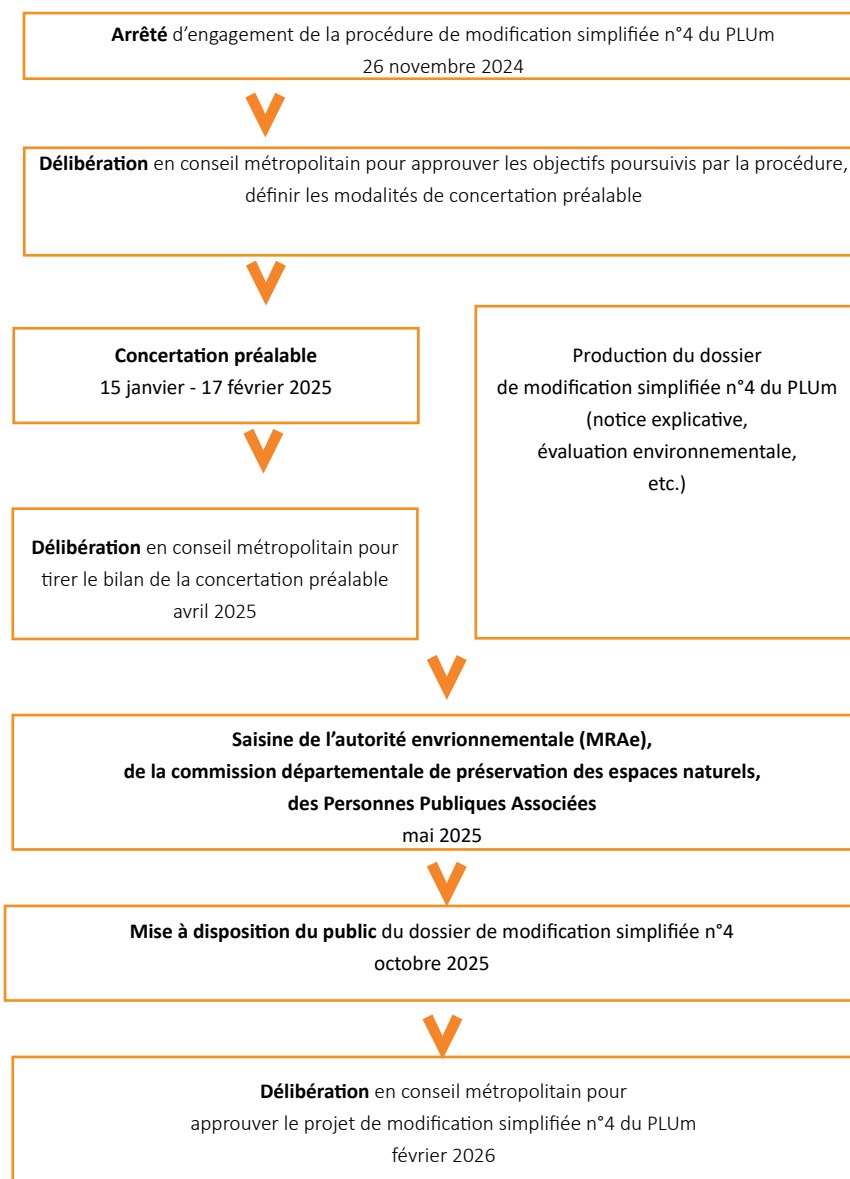 Arrêté d’engagement de la procédure de modification simplifiée n°4 du PLUm
26 novembre 2024
Délibération en conseil métropolitain pour approuver les objectifs poursuivis par la procédure,
définir les modalités de concertation préalable
Concertation préalable
15 janvier - 17 février 2025
Production du dossier
de modification simplifiée n°4 du PLUm
(notice explicative,
évaluation environnementale,
etc.)
Délibération en conseil métropolitain pour
tirer le bilan de la concertation préalable
avril 2025
Saisine de l’autorité envrionnementale (MRAe),
de la commission départementale de préservation des espaces naturels,
des Personnes Publiques Associées
mai 2025
Mise à disposition du public du dossier de modification simplifiée n°4
octobre 2025
Délibération en conseil métropolitain pour
approuver le projet de modification simplifiée n°4 du PLUm
février 2026